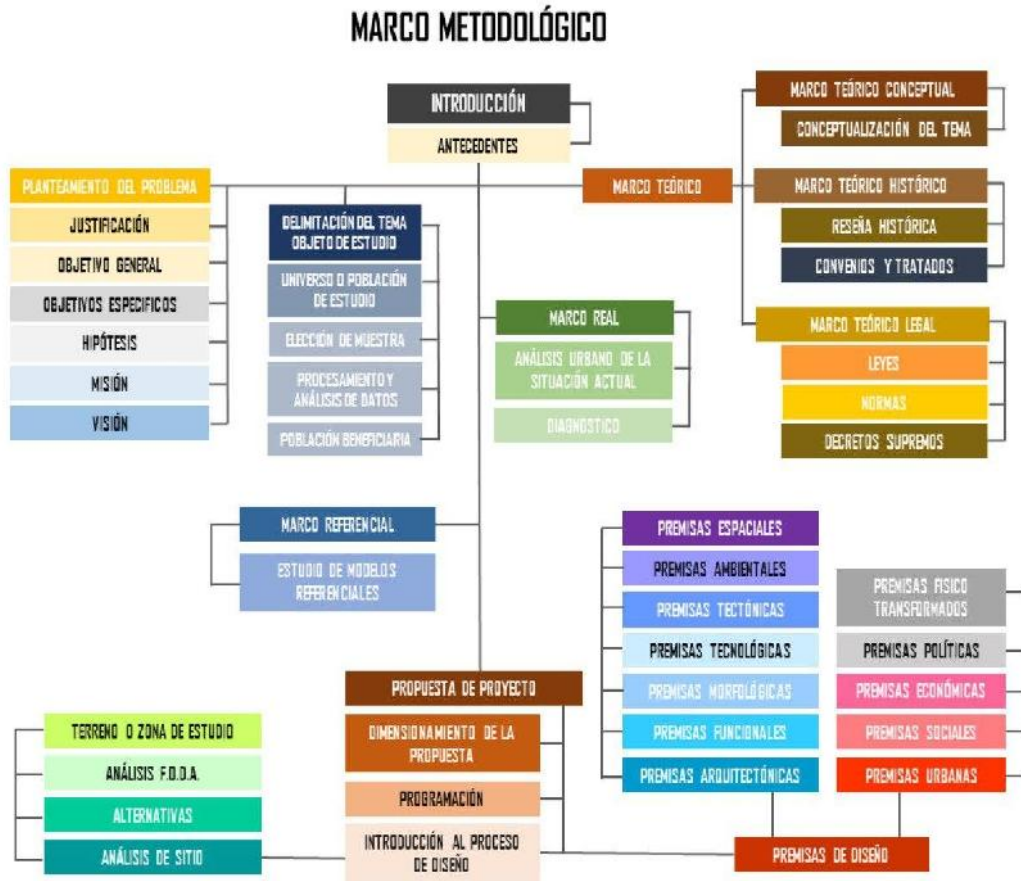 MARCO METODOLÓGICO
INTRODUCCIÓN
ANTECEDENTES
PLANTEAMIENTO DEL PROBLEMA
JUSTIFICACIÓN
OBJETIVO GENERAL
OBJETIVOS ESPECIFICOS
HIPÓTESIS
MISIÓN
VISIÓN
DELIMITACIÓN DEL TEMA
OBJETO DE ESTUDIO
UNIVERSO O POBLACIÓN
DE ESTUDIO
ELECCIÓN DE MUESTRA
PROCESAMIENTO Y
ANÁLISIS DE DATOS
POBLACIÓN BENEFICIARIA
MARCO TEÓRICO
MARCO TEÓRICO CONCEPTUAL
CONCEPTUALIZACIÓN DEL TEMA
MARCO TEÓRICO HISTÓRICO
RESEÑA HISTÓRICA
CONVENIOS Y TRATADOS
MARCO TEÓRICO LEGAL
LEYES
NORMAS
DECRETOS SUPREMOS
MARCO REAL
ANÁLISIS URBANO DE LA
SITUACIÓN ACTUAL
DIAGNOSTICO
MARCO REFERENCIAL
ESTUDIO DE MODELOS
REFERENCIALES
PROPUESTA DE PROYECTO
DIMENSIONAMIENTO DE LA
PROPUESTA
PROGRAMACIÓN
INTRODUCCIÓN AL PROCESO
DE DISEÑO
TERRENO O ZONA DE ESTUDIO
ANÁLISIS F.O.D.A.
ALTERNATIVAS
ANÁLISIS DE SITIO
PREMISAS ESPACIALES
PREMISAS AMBIENTALES
PREMISAS TECTÓNICAS
PREMISAS TECNOLÓGICAS
PREMISAS MORFOLÓGICAS
PREMISAS FUNCIONALES
PREMISAS ARQUITECTÓNICAS
PREMISAS FISICO
TRANSFORMADOS
PREMISAS POLÍTICAS
PREMISAS ECONÓMICAS
PREMISAS SOCIALES
PREMISAS URBANAS
PREMISAS DE DISEÑO